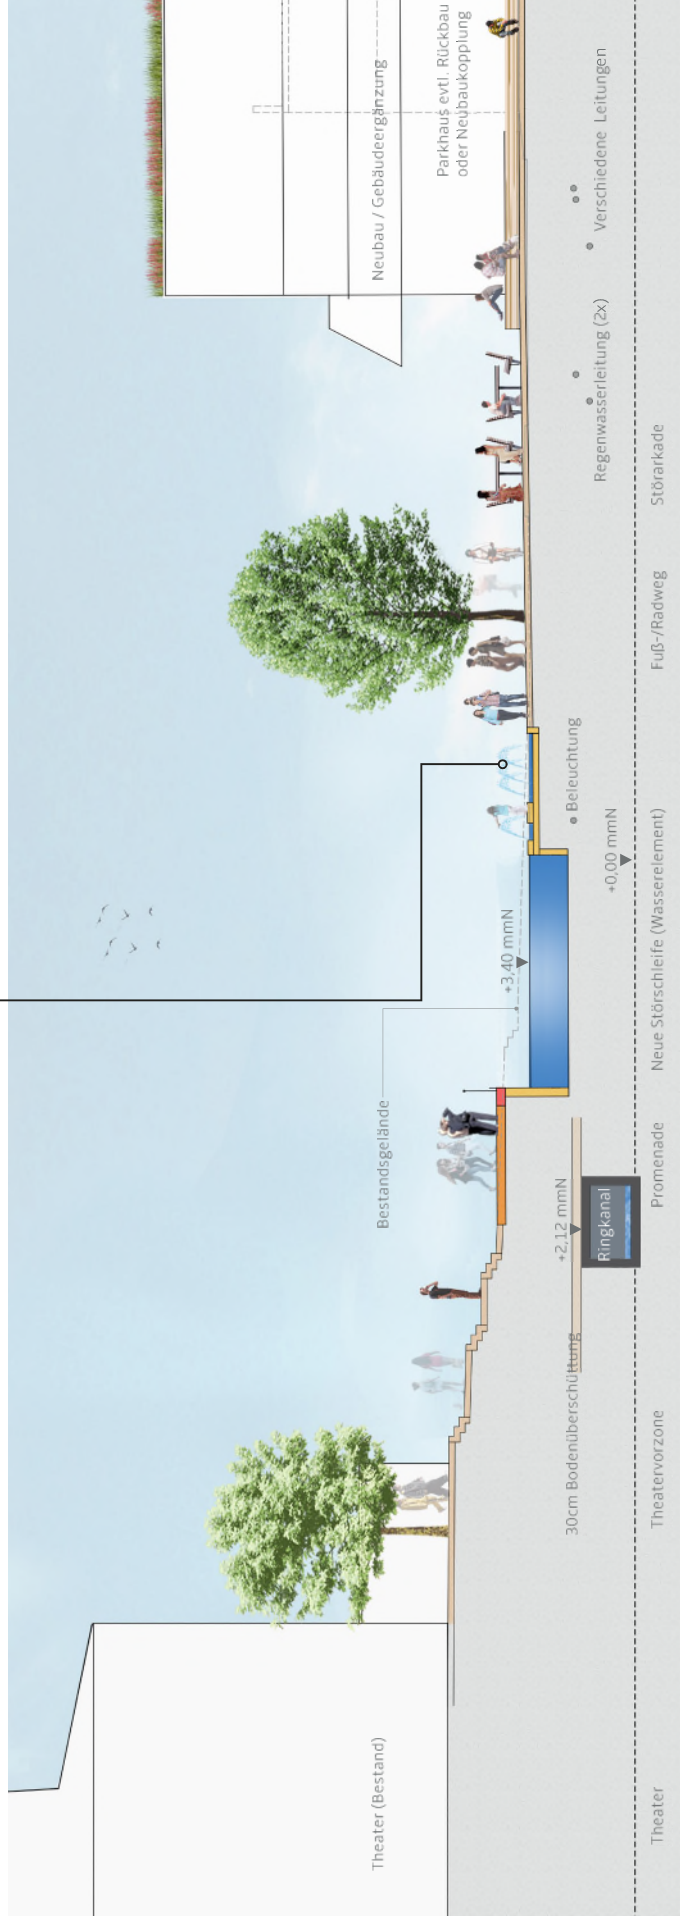 Theater (Bestand)
Bestandsgelände
+3,40 mmN
Neubau / Gebäudeergänzung
Parkhaus evtl. Rückbau
oder Neubaukopplung
30cm Bodenüberschüttung
+2,12 mmN
Ringkanal
Beleuchtung
+0,00 mmN
Regenwasserleitung (2x)
Verschiedene Leitungen
Theater
Theatervorzone
Promenade
Neue Störschleife (Wasserelement)
Fuß-/Radweg
Störarkade